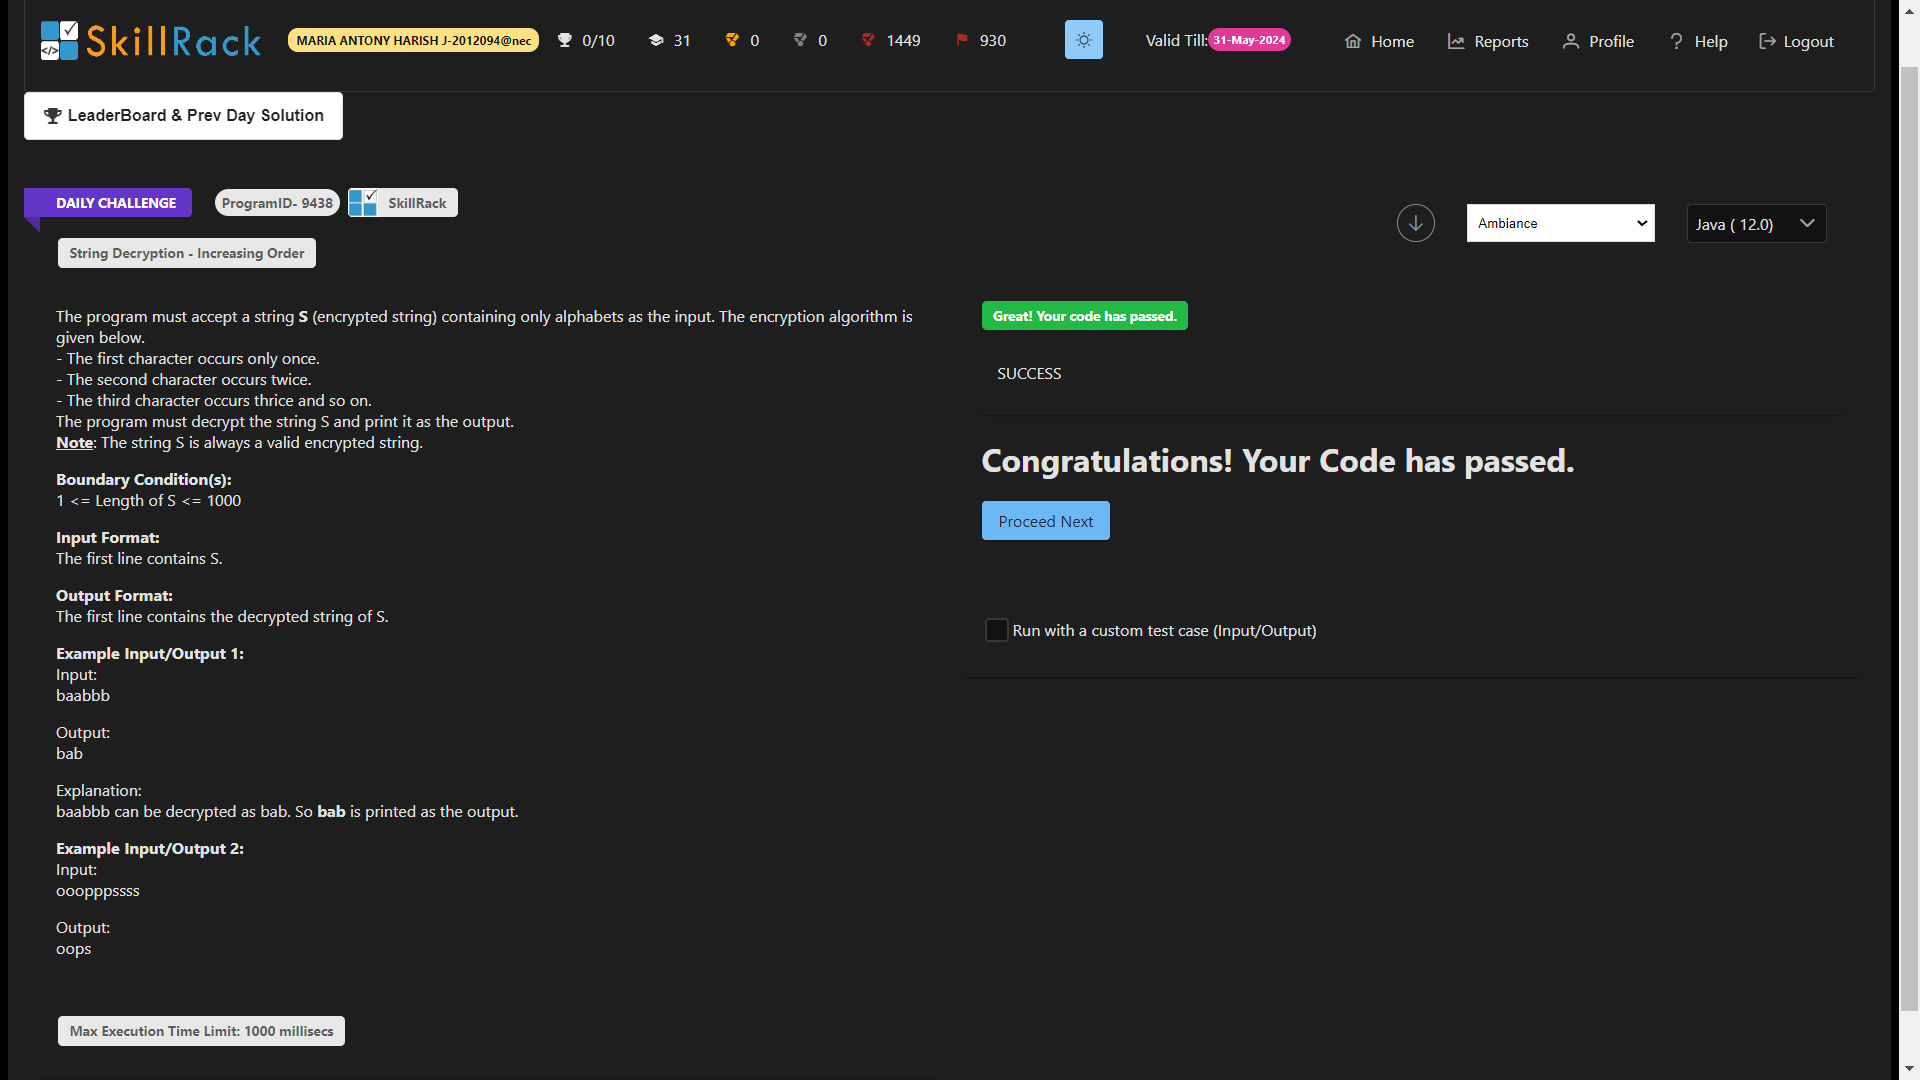 SkillRack
MARIA ANTONY HARISH J-2012094@nec
0/10
31
0
0
1449
930
Valid Till: 31-May-2024
Home
Reports
Profile
Help
Logout
LeaderBoard & Prev Day Solution
DAILY CHALLENGE
ProgramID- 9438
SkillRack
Ambiance
Java ( 12.0)
String Decryption - Increasing Order
The program must accept a string S (encrypted string) containing only alphabets as the input. The encryption algorithm is
given below.
- The first character occurs only once.
- The second character occurs twice.
- The third character occurs thrice and so on.
The program must decrypt the string S and print it as the output.
Note: The string S is always a valid encrypted string.
Boundary Condition(s):
1 <= Length of S <= 1000
Input Format:
The first line contains S.
Output Format:
The first line contains the decrypted string of S.
Example Input/Output 1:
Input:
baabbb
Output:
bab
Explanation:
baabbb can be decrypted as bab. So bab is printed as the output.
Example Input/Output 2:
Input:
ooopppssss
Output:
oops
Max Execution Time Limit: 1000 millisecs
Great! Your code has passed.
SUCCESS
Congratulations! Your Code has passed.
Proceed Next
Run with a custom test case (Input/Output)